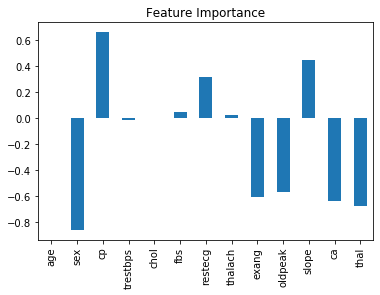 Feature Importance
0.6
0.4
0.2
0.0
−0.2
−0.4
−0.6
−0.8
age
sex
cp
trestbps
chol
fbs
restecg
thalach
exang
oldpeak
slope
ca
thal